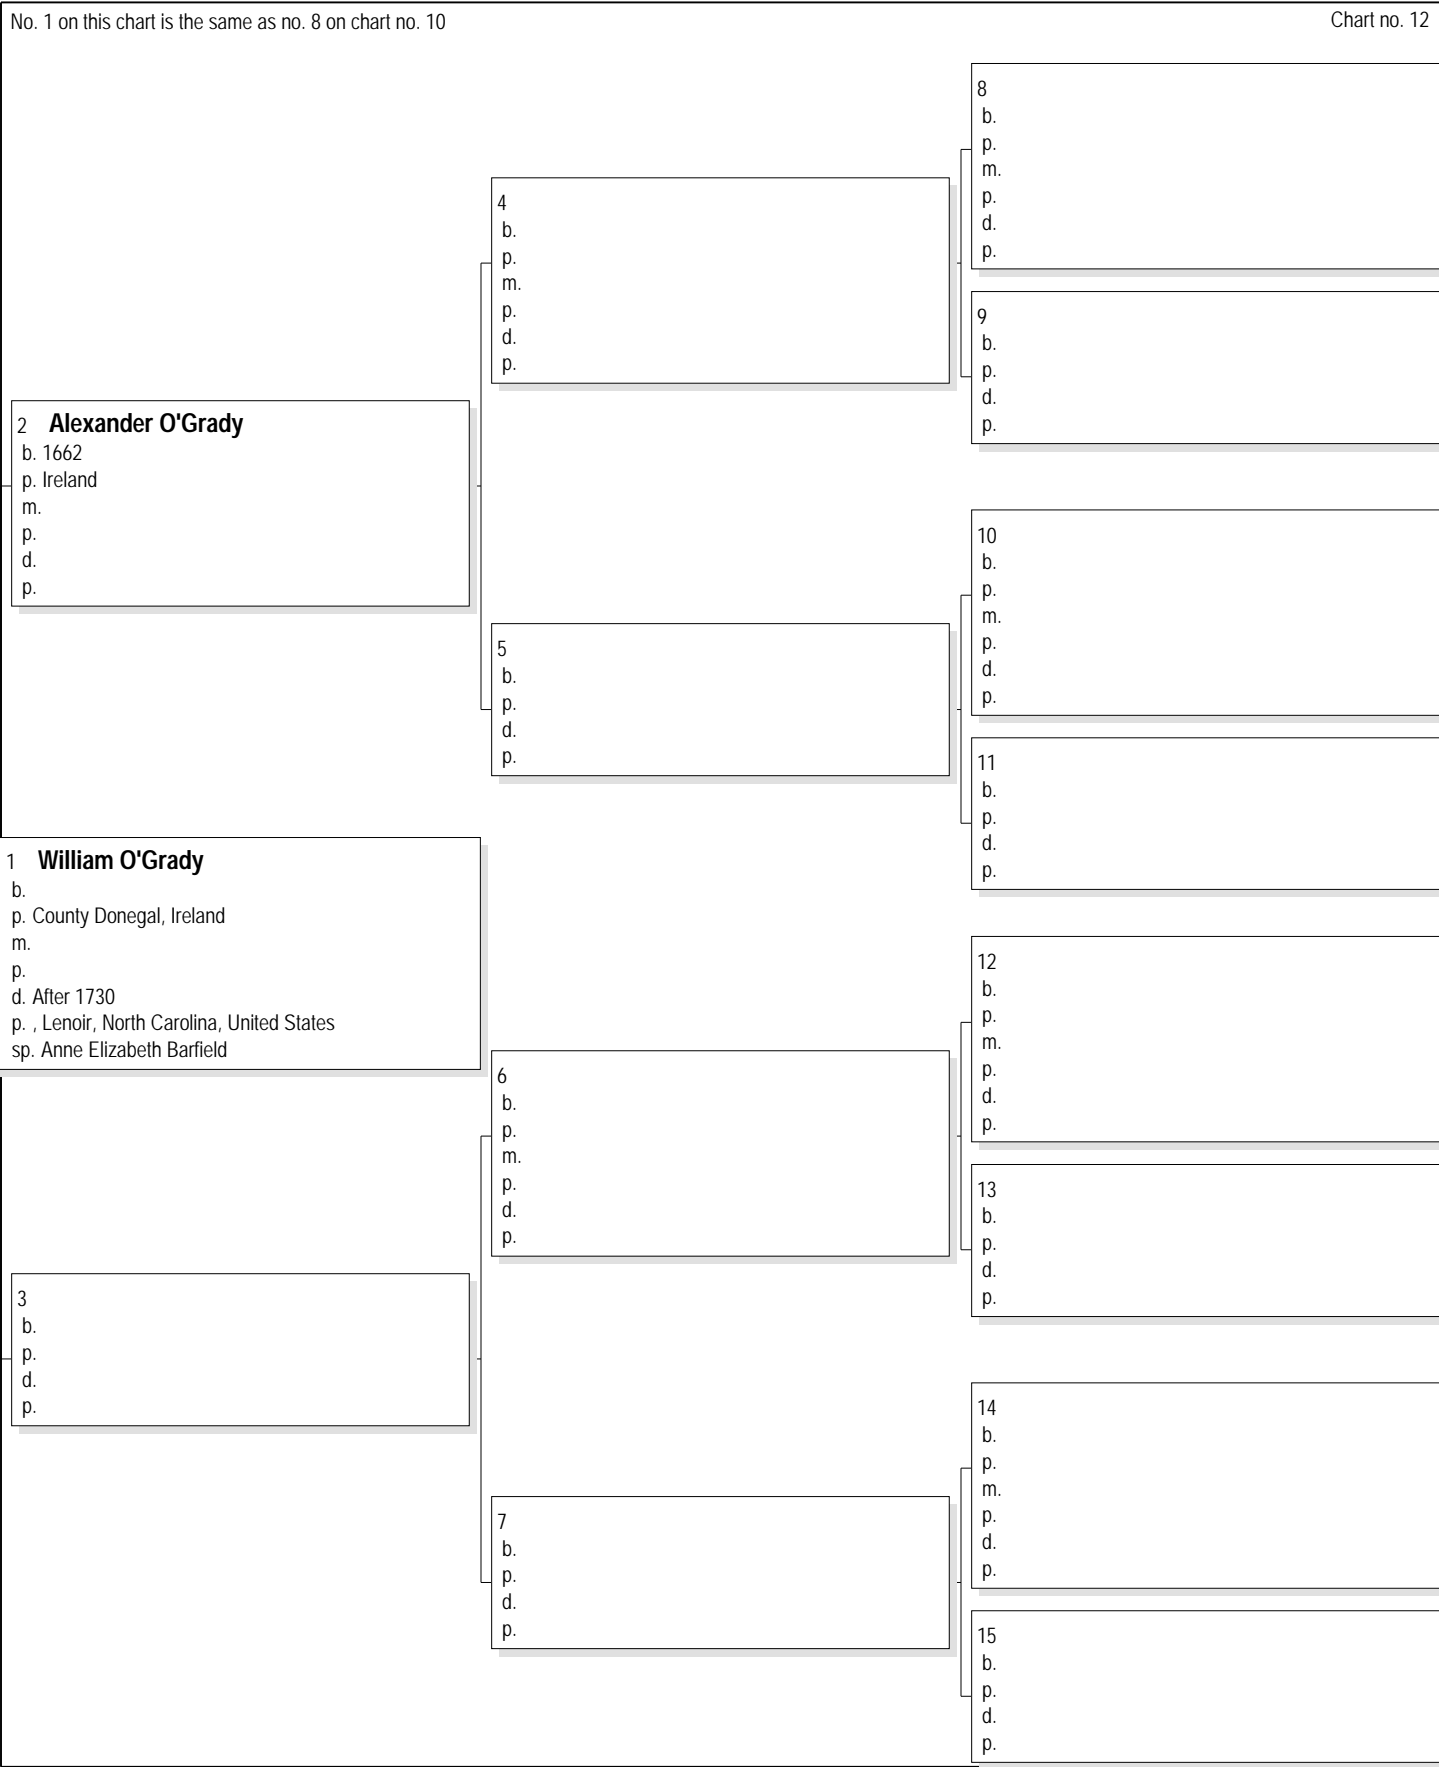 No. 1 on this chart is the same as no. 8 on chart no. 10
Chart no. 12
8
b.
p.
m.
p.
d.
p.
4
b.
p.
m.
p.
d.
p.
9
b.
p.
d.
p.
2 Alexander O'Grady
b. 1662
p. Ireland
m.
p.
d.
p.
10
b.
p.
m.
p.
d.
p.
5
b.
p.
d.
p.
11
b.
p.
d.
p.
1 William O'Grady
b.
p. County Donegal, Ireland
m.
p.
d. After 1730
p. , Lenoir, North Carolina, United States
sp. Anne Elizabeth Barfield
12
b.
p.
m.
p.
d.
p.
6
b.
p.
m.
p.
d.
p.
13
b.
p.
d.
p.
3
b.
p.
d.
p.
14
b.
p.
m.
p.
d.
p.
7
b.
p.
d.
p.
15
b.
p.
d.
p.